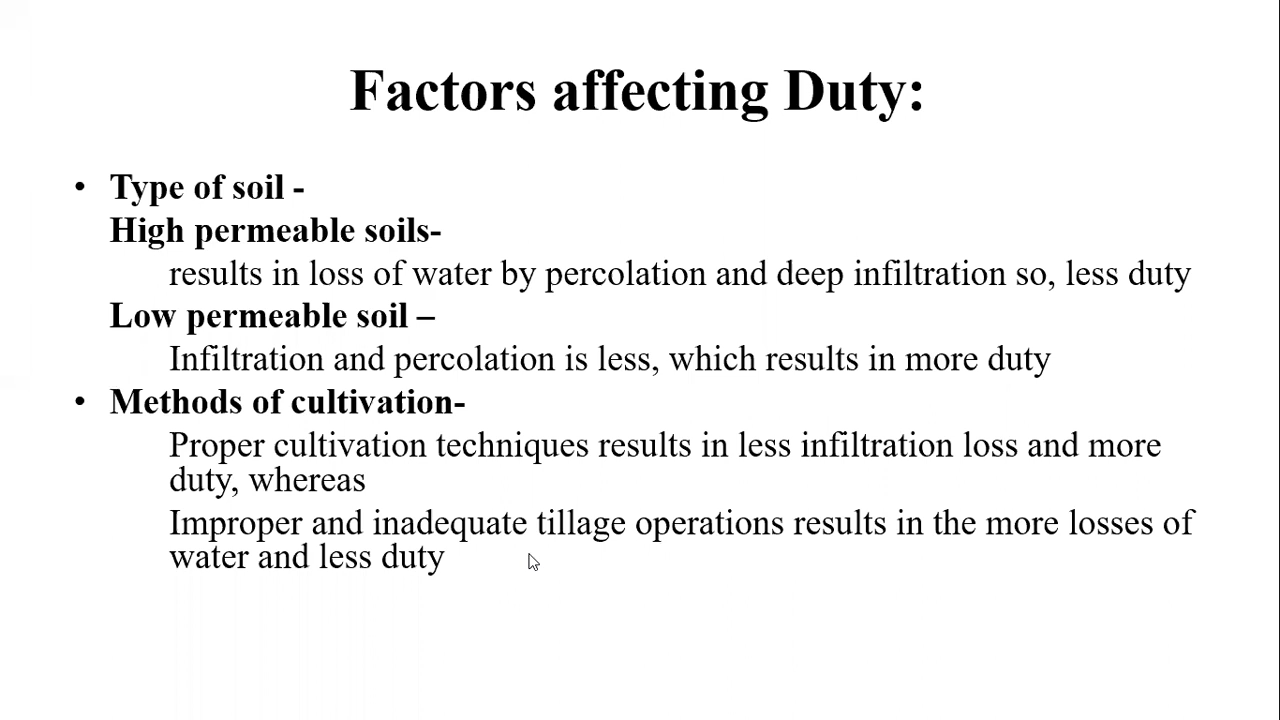 Factors affecting Duty:
• Type of soil -
High permeable soils-
results in loss of water by percolation and deep infiltration so, less duty
Low permeable soil –
Infiltration and percolation is less, which results in more duty
• Methods of cultivation-
Proper cultivation techniques results in less infiltration loss and more
duty, whereas
Improper and inadequate tillage operations results in the more losses of
water and less duty